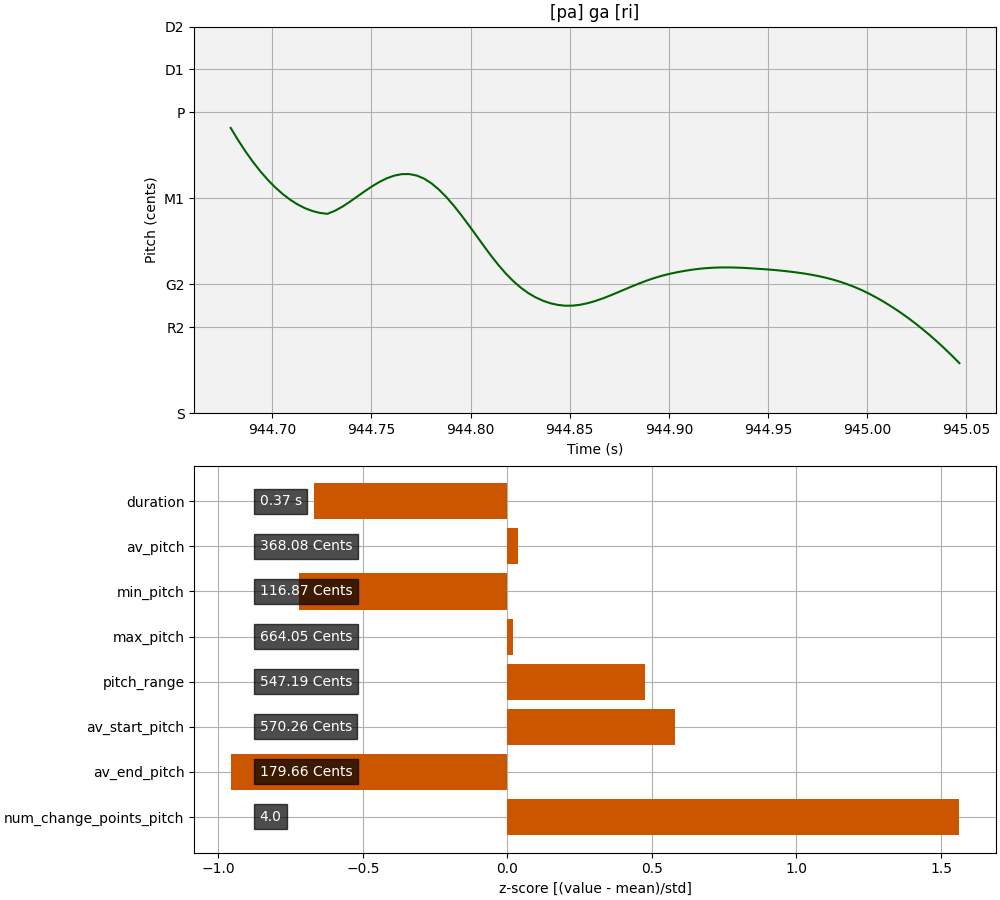 [pa] ga [ri]
D2
D1
P
M1
G2
R2
S
Pitch (cents)
944.70 944.75 944.80 944.85 944.90 944.95 945.00 945.05
Time (s)
duration 0.37 s
av_pitch 368.08 Cents
min_pitch 116.87 Cents
max_pitch 664.05 Cents
pitch_range 547.19 Cents
av_start_pitch 570.26 Cents
av_end_pitch 179.66 Cents
num_change_points_pitch 4.0
−1.0 −0.5 0.0 0.5 1.0 1.5
z-score [(value - mean)/std]